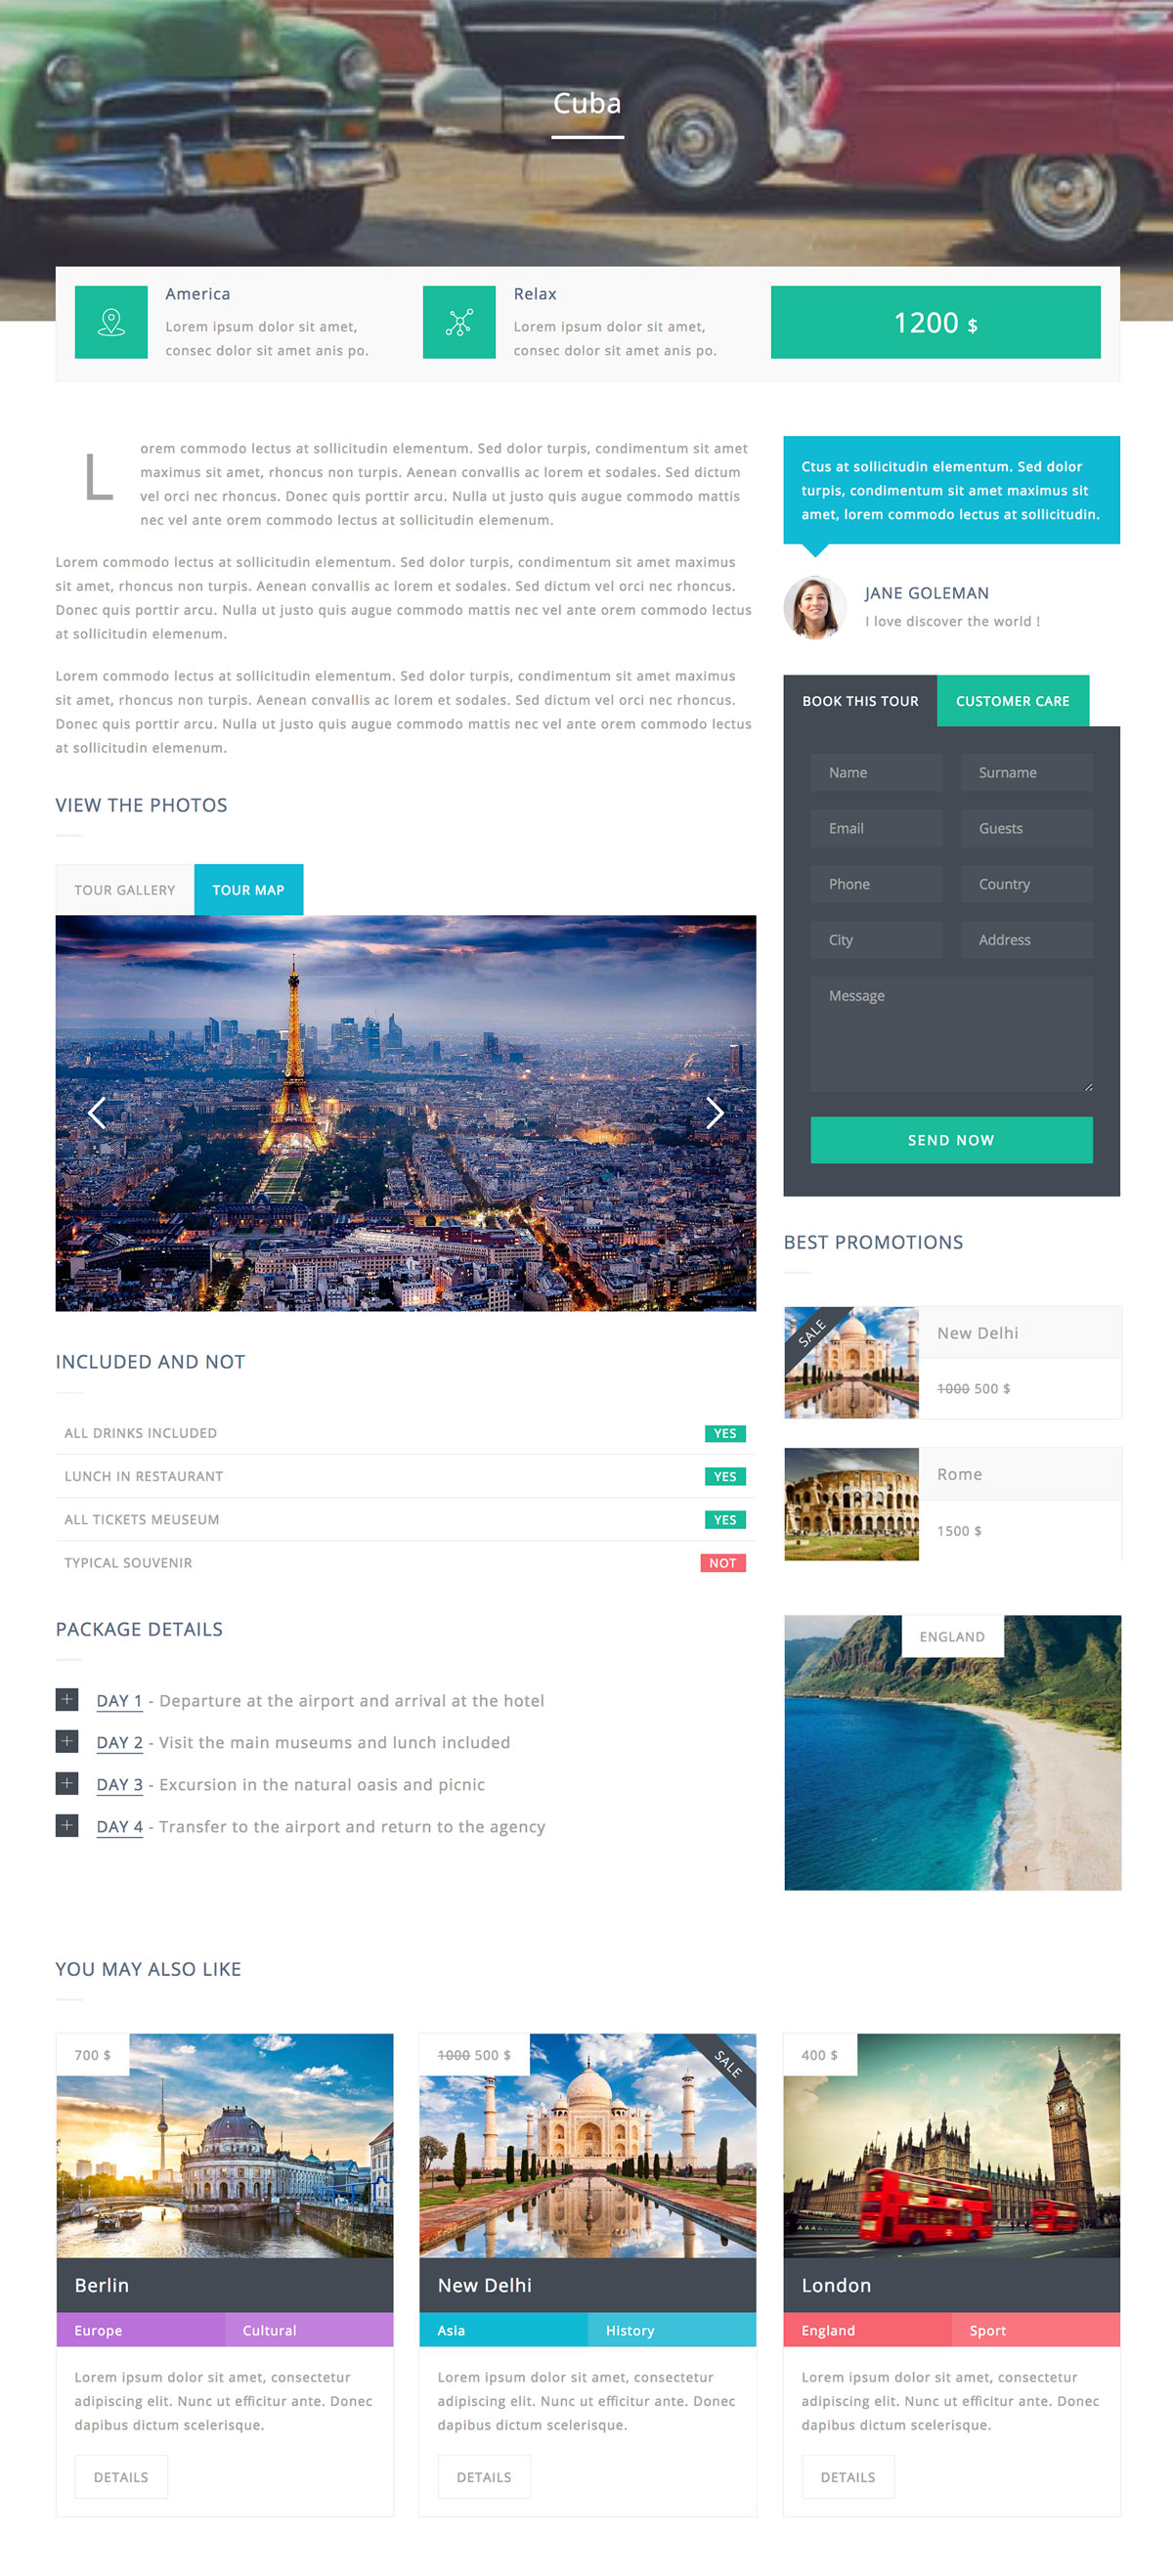 Cuba
America
Lorem ipsum dolor sit amet,
consec dolor sit amet anis po.
Relax
Lorem ipsum dolor sit amet,
consec dolor sit amet anis po.
1200 $
Lorem commodo lectus at sollicitudin elementum. Sed dolor turpis, condimentum sit amet
maximus sit amet, rhoncus non turpis. Aenean convallis ac lorem et sodales. Sed dictum
vel orci nec rhoncus. Donec quis porttir arcu. Nulla ut justo quis augue commodo mattis
nec vel ante orem commodo lectus at sollicitudin elemenum.
Lorem commodo lectus at sollicitudin elementum. Sed dolor turpis, condimentum sit amet maximus
sit amet, rhoncus non turpis. Aenean convallis ac lorem et sodales. Sed dictum vel orci nec rhoncus.
Donec quis porttir arcu. Nulla ut justo quis augue commodo mattis nec vel ante orem commodo lectus
at sollicitudin elemenum.
Lorem commodo lectus at sollicitudin elementum. Sed dolor turpis, condimentum sit amet maximus
sit amet, rhoncus non turpis. Aenean convallis ac lorem et sodales. Sed dictum vel orci nec rhoncus.
Donec quis porttir arcu. Nulla ut justo quis augue commodo mattis nec vel ante orem commodo lectus
at sollicitudin elemenum.
VIEW THE PHOTOS
TOUR GALLERY
TOUR MAP
INCLUDED AND NOT
ALL DRINKS INCLUDED YES
LUNCH IN RESTAURANT YES
ALL TICKETS MEUSEUM YES
TYPICAL SOUVENIR NOT
PACKAGE DETAILS
DAY 1 - Departure at the airport and arrival at the hotel
DAY 2 - Visit the main museums and lunch included
DAY 3 - Excursion in the natural oasis and picnic
DAY 4 - Transfer to the airport and return to the agency
Ctus at sollicitudin elementum. Sed dolor
turpis, condimentum sit amet maximus sit
amet, lorem commodo lectus at sollicitudin.
JANE GOLEMAN
I love discover the world !
BOOK THIS TOUR
CUSTOMER CARE
Name
Surname
Email
Guests
Phone
Country
City
Address
Message
SEND NOW
BEST PROMOTIONS
SALE
New Delhi
1000 500 $
Rome
1500 $
ENGLAND
YOU MAY ALSO LIKE
700 $
Berlin
Europe
Cultural
Lorem ipsum dolor sit amet, consectetur
adipiscing elit. Nunc ut efficitur ante. Donec
dapibus dictum scelerisque.
DETAILS
1000 500 $
SALE
New Delhi
Asia
History
Lorem ipsum dolor sit amet, consectetur
adipiscing elit. Nunc ut efficitur ante. Donec
dapibus dictum scelerisque.
DETAILS
400 $
London
England
Sport
Lorem ipsum dolor sit amet, consectetur
adipiscing elit. Nunc ut efficitur ante. Donec
dapibus dictum scelerisque.
DETAILS